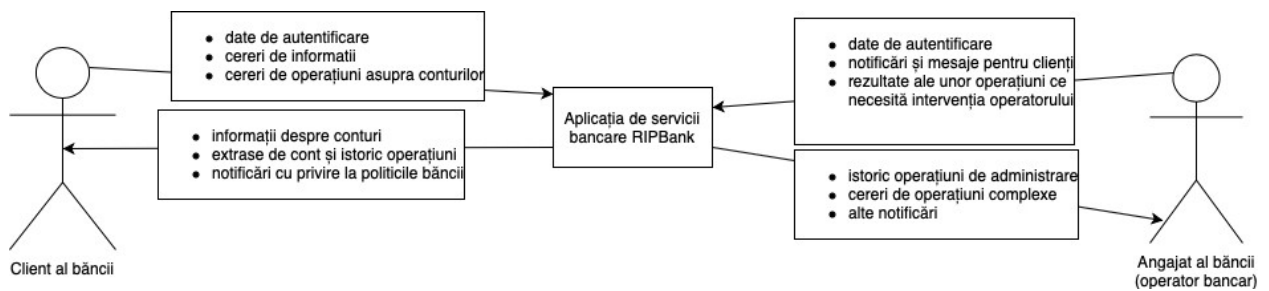 • date de autentificare
• cereri de informatii
• cereri de operațiuni asupra conturilor
• informații despre conturi
• extrase de cont și istoric operațiuni
• notificări cu privire la politicile băncii
Client al băncii
Aplicația de servicii
bancare RIPBank
• date de autentificare
• notificări și mesaje pentru clienți
• rezultate ale unor operațiuni ce
necesită intervenția operatorului
• istoric operațiuni de administrare
• cereri de operațiuni complexe
• alte notificări
Angajat al băncii
(operator bancar)